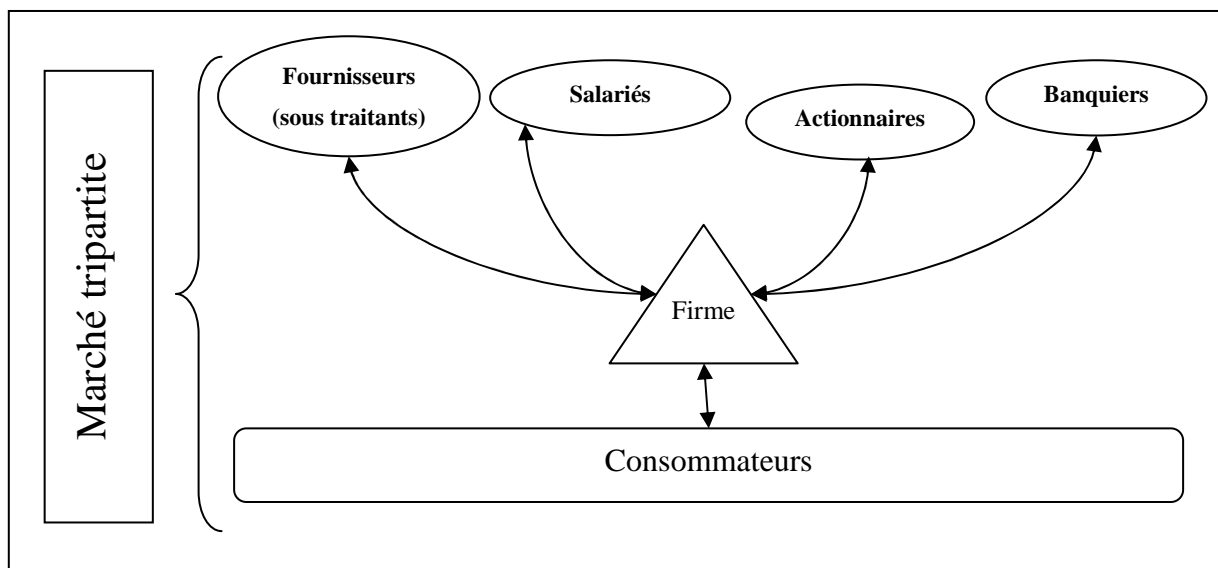 Marché tripartite
Fournisseurs
(sous traitants)
Salariés
Actionnaires
Banquiers
Firme
Consommateurs